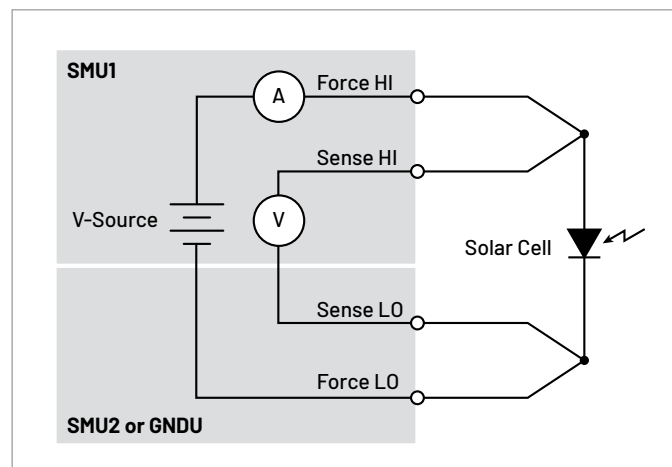 SMU1
Force HI
A
Sense HI
V-Source
V
Solar Cell
Sense LO
Force LO
SMU2 or GNDU